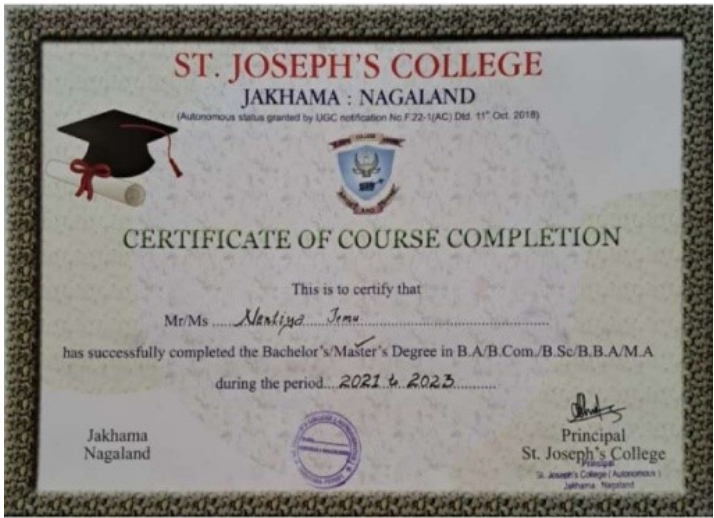 ST. JOSEPH'S COLLEGE
JAKHAMA : NAGALAND
(Autonomous status granted by UGC notification No.F.22-1(AC) Dtd. 11th Oct. 2018)
CERTIFICATE OF COURSE COMPLETION
This is to certify that
Mr/Ms
has successfully completed the Bachelor's/Master's Degree in B.A/B.Com./B.Sc/B.B.A/M.A
during the period...2021 to 2023
Jakhama
Nagaland
Principal
St. Joseph's College
Principal
St. Joseph's College ( Autonomous )
Jakhama. Nagaland